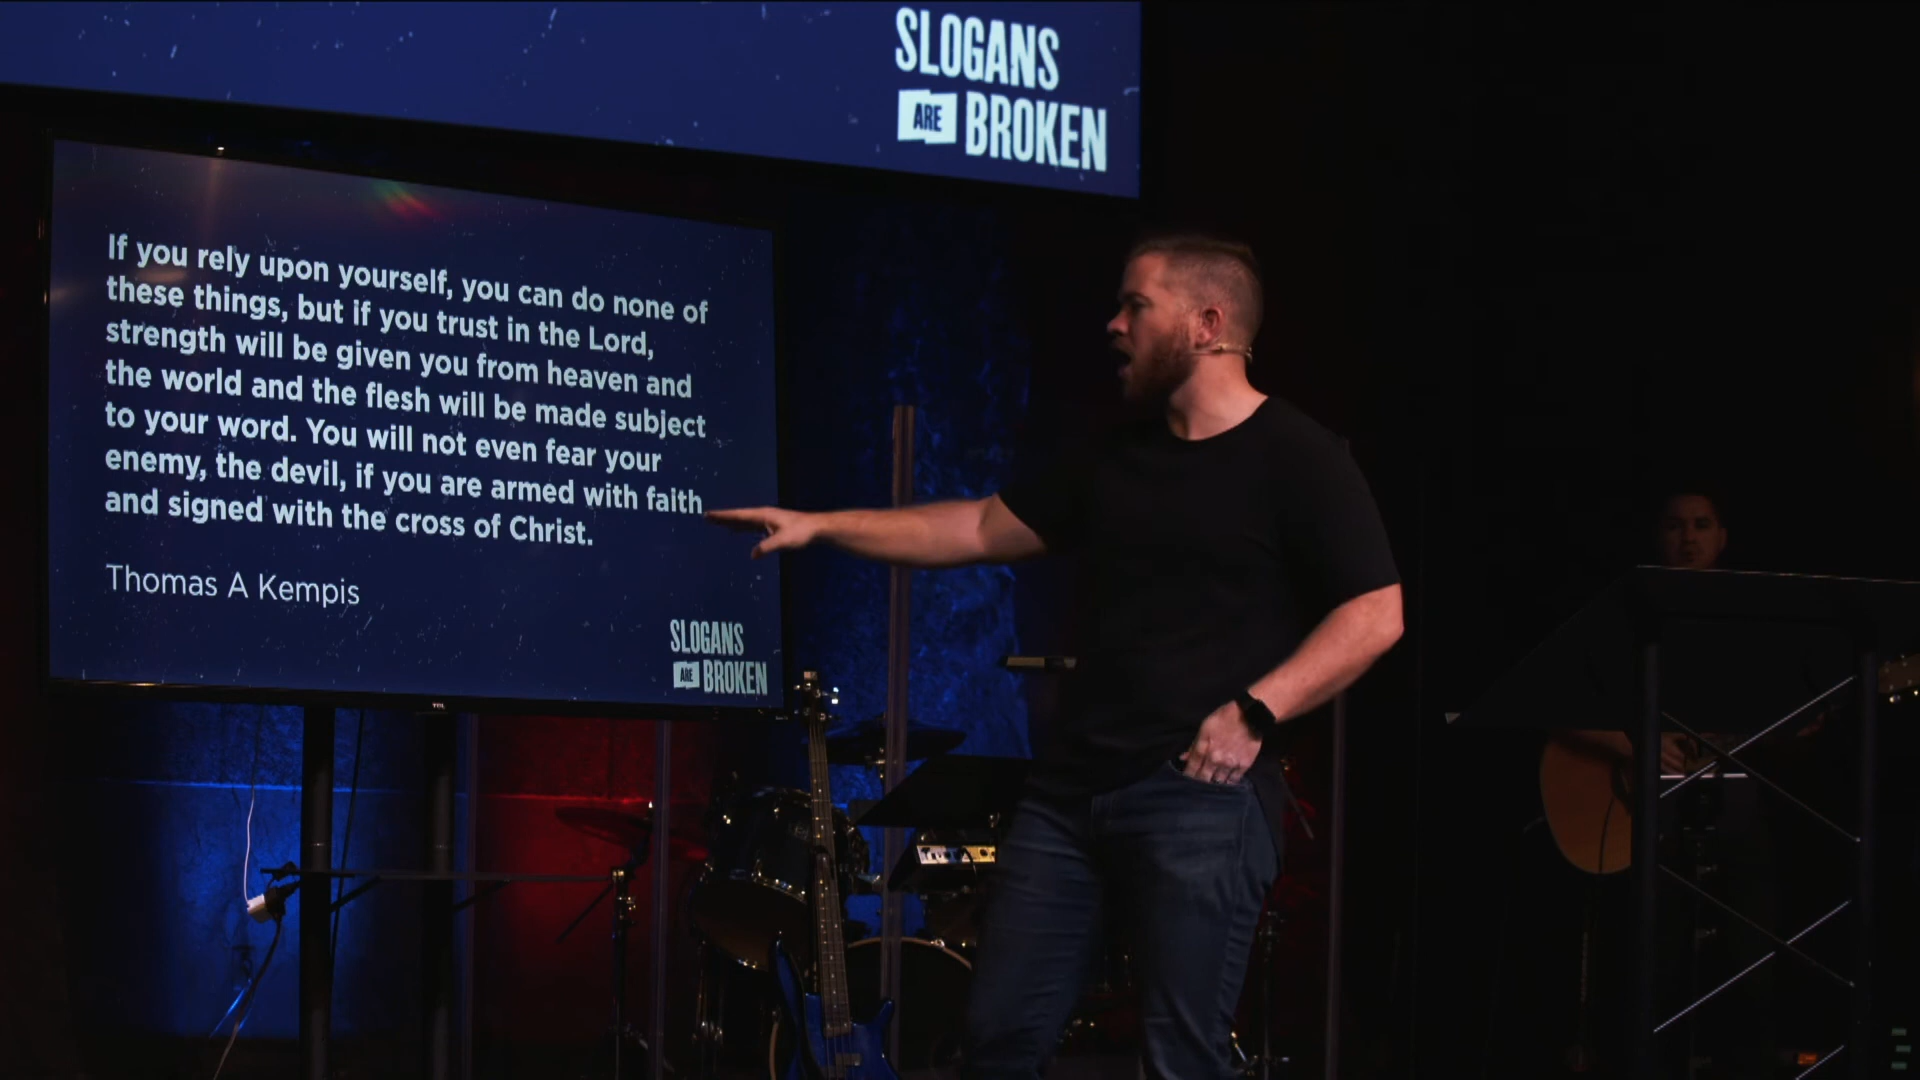 SLOGANS
ARE BROKEN
If you rely upon yourself, you can do none of
these things, but if you trust in the Lord,
strength will be given you from heaven and
the world and the flesh will be made subject
to your word. You will not even fear your
enemy, the devil, if you are armed with faith
and signed with the cross of Christ.
Thomas A Kempis
SLOGANS
ARE BROKEN
TCL